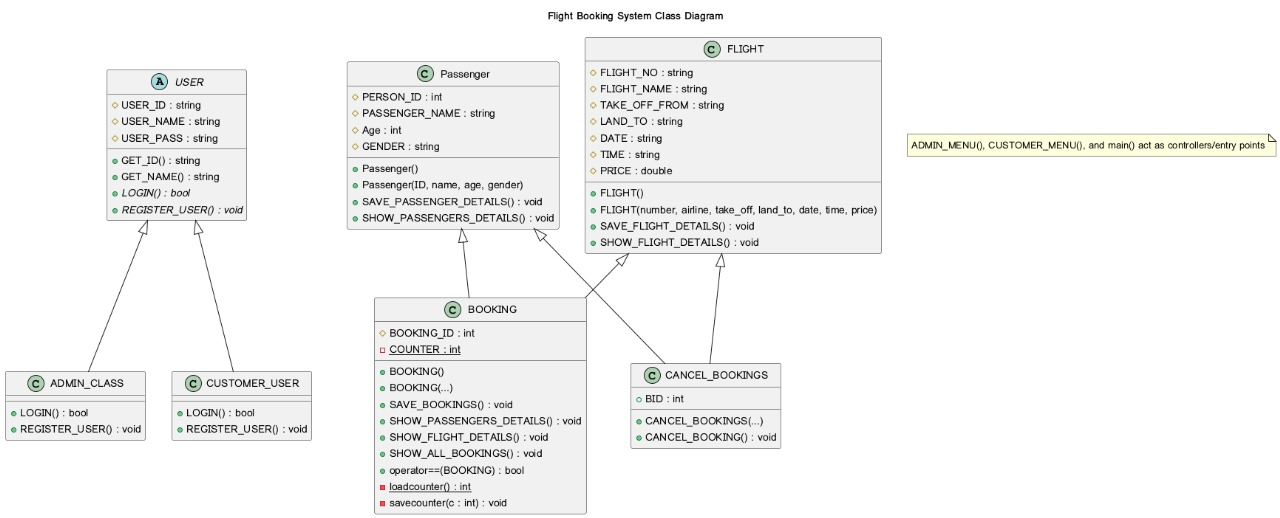 Flight Booking System Class Diagram
A USER
USER_ID : string
USER_NAME : string
USER_PASS : string
GET_ID() : string
GET_NAME() : string
LOGIN() : bool
REGISTER_USER() : void
C Passenger
PERSON_ID : int
PASSENGER_NAME : string
Age : int
GENDER : string
Passenger()
Passenger(ID, name, age, gender)
SAVE_PASSENGER_DETAILS() : void
SHOW_PASSENGERS_DETAILS() : void
C FLIGHT
FLIGHT_NO : string
FLIGHT_NAME : string
TAKE_OFF_FROM : string
LAND_TO : string
DATE : string
TIME : string
PRICE : double
FLIGHT()
FLIGHT(number, airline, take_off, land_to, date, time, price)
SAVE_FLIGHT_DETAILS() : void
SHOW_FLIGHT_DETAILS() : void
ADMIN_MENU(), CUSTOMER_MENU(), and main() act as controllers/entry points
C ADMIN_CLASS
LOGIN() : bool
REGISTER_USER() : void
C CUSTOMER_USER
LOGIN() : bool
REGISTER_USER() : void
C BOOKING
BOOKING_ID : int
COUNTER : int
BOOKING()
BOOKING(...)
SAVE_BOOKINGS() : void
SHOW_PASSENGERS_DETAILS() : void
SHOW_FLIGHT_DETAILS() : void
SHOW_ALL_BOOKINGS() : void
operator==(BOOKING) : bool
loadcounter() : int
savecounter(c : int) : void
C CANCEL_BOOKINGS
BID : int
CANCEL_BOOKINGS(...)
CANCEL_BOOKING() : void